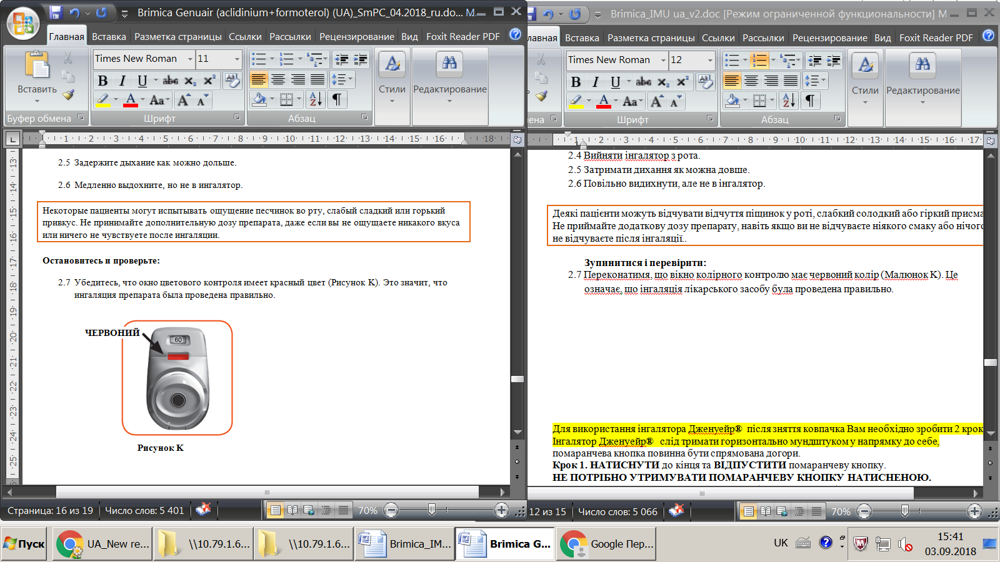 Brimica Genuair (aclidinium+formoterol) (UA)_SmPC_04.2018_ru.do... M...
Главная Вставка Разметка страницы Ссылки Рассылки Рецензирование Вид Foxit Reader PDF
Times New Roman 11
Вставить
Стили
Редактирование
Буфер обмена Шрифт Абзац
2.5 Задержите дыхание как можно дольше.
2.6 Медленно выдохните, но не в ингалятор.
Некоторые пациенты могут испытывать ощущение песчинок во рту, слабый сладкий или горький
привкус. Не принимайте дополнительную дозу препарата, даже если вы не ощущаете никакого вкуса
или ничего не чувствуете после ингаляции.
Остановитесь и проверьте:
2.7 Убедитесь, что окно цветового контроля имеет красный цвет (Рисунок K). Это значит, что
ингаляция препарата была проведена правильно.
ЧЕРВОНИЙ
60
Рисунок K
Страница: 16 из 19 Число слов: 5 401 70%
Brimica_IMU ua_v2.doc [Режим ограниченной функциональности] M
лавная Вставка Разметка страницы Ссылки Рассылки Рецензирование Вид Foxit Reader PDF
Times New Roman 12
Стили
Редактирование
ена Шрифт Абзац
2.4 Вийняти інгалятор з рота.
2.5 Затримати дихання як можна довше.
2.6 Повільно видихнути, але не в інгалятор.
Деякі пацієнти можуть відчувати відчуття піщинок у роті, слабкий солодкий або гіркий присма
Не приймайте додаткову дозу препарату, навіть якщо ви не відчуваєте ніякого смаку або нічого
не відчуваєте після інгаляції..
Зупинитися і перевірити:
2.7 Переконатимя, що вікно колірного контролю має червоний колір (Малюнок K). Це
означає, що інгаляція лікарського засобу була проведена правильно.
Для використання інгалятора Дженуейр® після зняття ковпачка Вам необхідно зробити 2 крок
Інгалятор Дженуейр® слід тримати горизонтально мундштуком у напрямку до себе,
помаранчева кнопка повинна бути спрямована догори.
Крок 1. НАТИСНУТИ до кінця та ВІДПУСТИТИ помаранчеву кнопку.
НЕ ПОТРІБНО УТРИМУВАТИ ПОМАРАНЧЕВУ КНОПКУ НАТИСНЕНОЮ.
12 из 15 Число слов: 5 066 70%
Пуск UA_New re... \\10.79.1.6... \\10.79.1.6... Brimica_IM... Brimica G... Google Пер... UK 15:41
03.09.2018